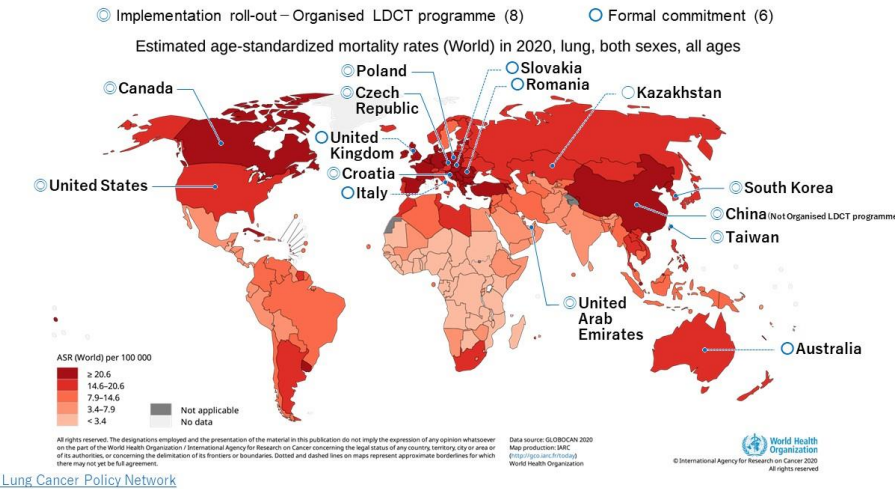 ◎ Implementation roll-out – Organised LDCT programme (8)
○ Formal commitment (6)
Estimated age-standardized mortality rates (World) in 2020, lung, both sexes, all ages
◎Poland
○Slovakia
◎Canada
◎Czech
Republic
○Romania
○Kazakhstan
○United
Kingdom
◎Croatia
◎United States
○Italy
◎South Korea
◎China (Not Organised LDCT programme
◎Taiwan
◎United
Arab
Emirates
○Australia
ASR (World) per 100 000
≥ 20.6
14.6–20.6
7.9–14.6
3.4–7.9
< 3.4
Not applicable
No data
All rights reserved. The designations employed and the presentation of the material in this publication do not imply the expression of any opinion whatsoever
on the part of the World Health Organization / International Agency for Research on Cancer concerning the legal status of any country, territory, city or area or
of its authorities, or concerning the delimitation of its frontiers or boundaries. Dotted and dashed lines on maps represent approximate borderlines for which
there may not yet be full agreement.
Data source: GLOBOCAN 2020
Map production: IARC
(http://gco.iarc.fr/today)
World Health Organization
World Health
Organization
© International Agency for Research on Cancer 2020
All rights reserved
Lung Cancer Policy Network